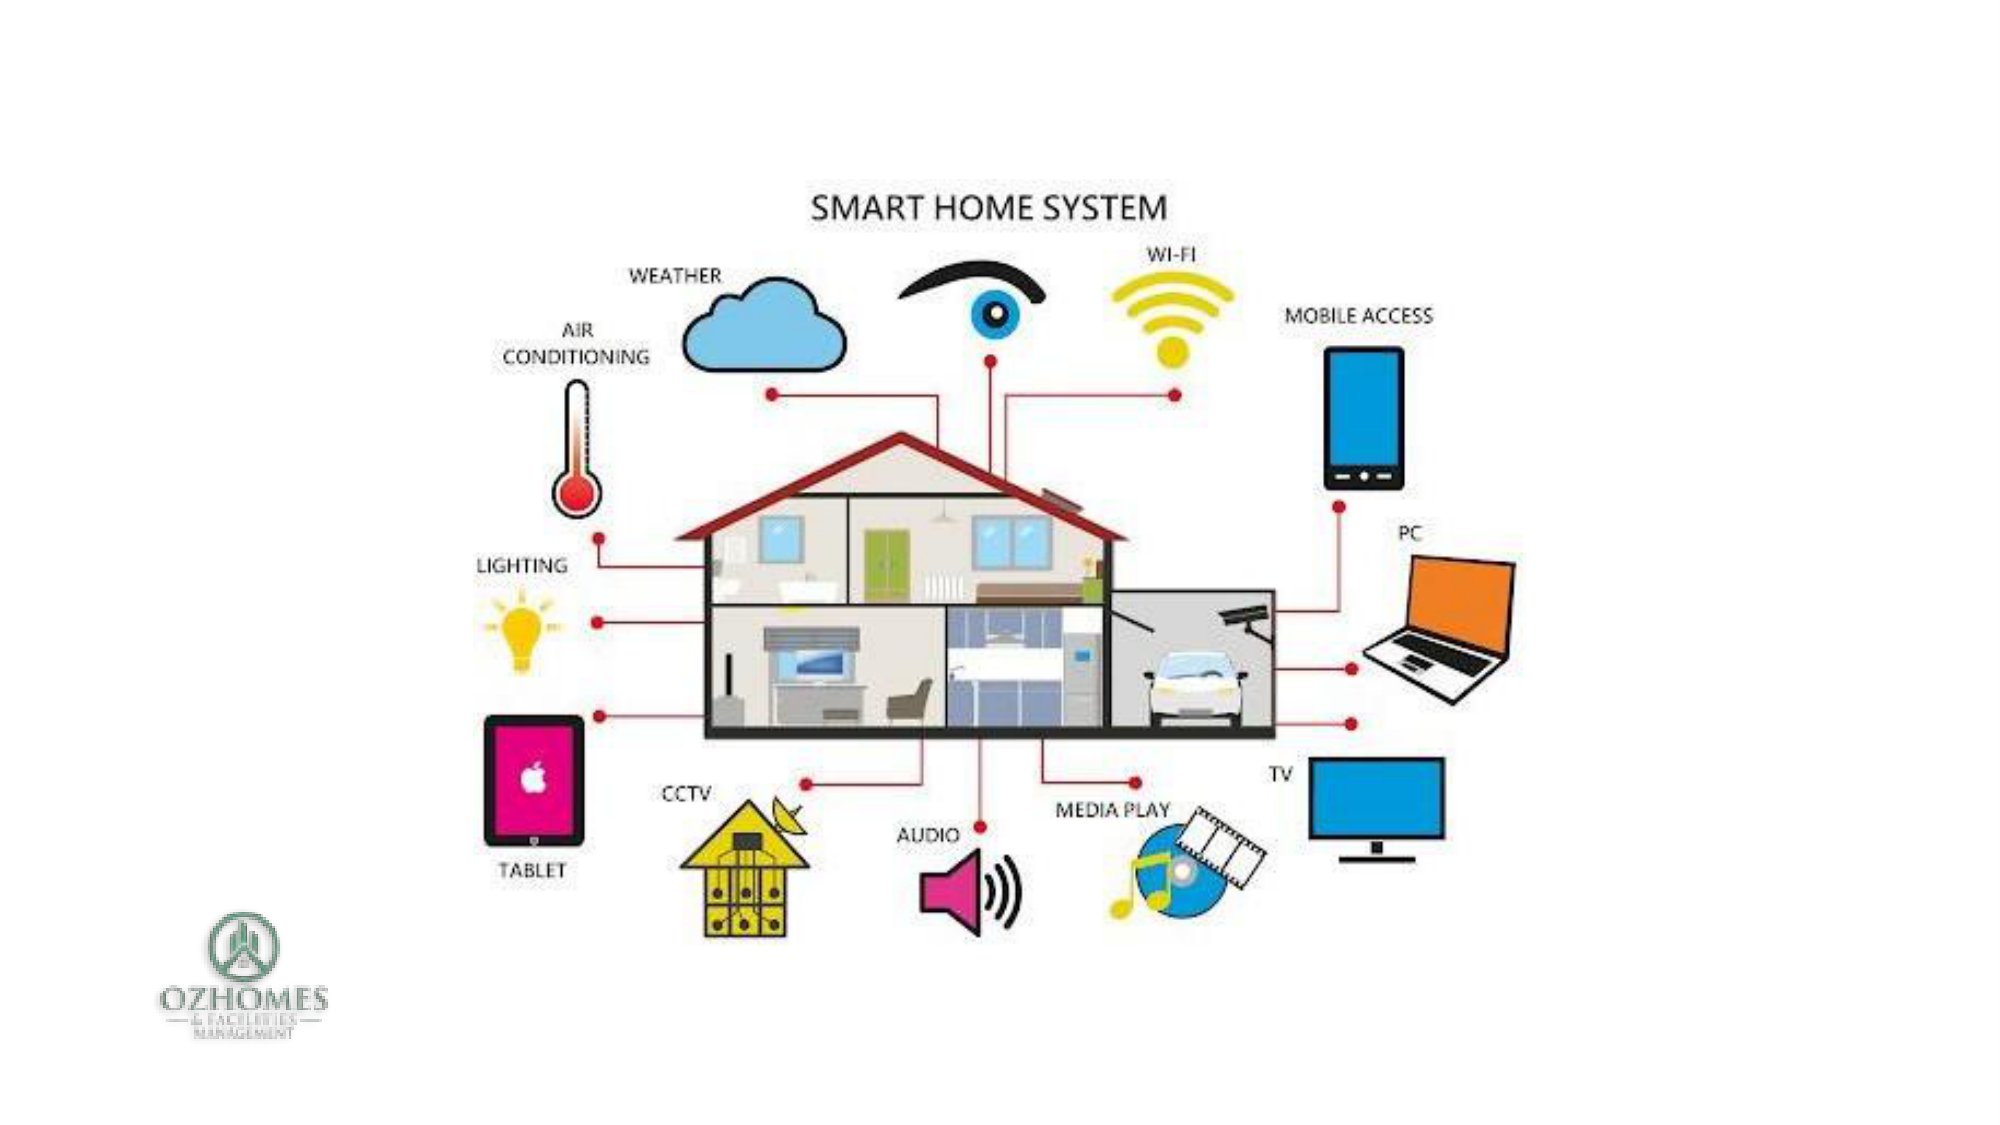 SMART HOME SYSTEM
WI-FI
WEATHER
MOBILE ACCESS
AIR
CONDITIONING
PC
LIGHTING
TV
CCTV
MEDIA PLAY
AUDIO
TABLET
OZHOMES
& FACILITIES
MANAGEMENT